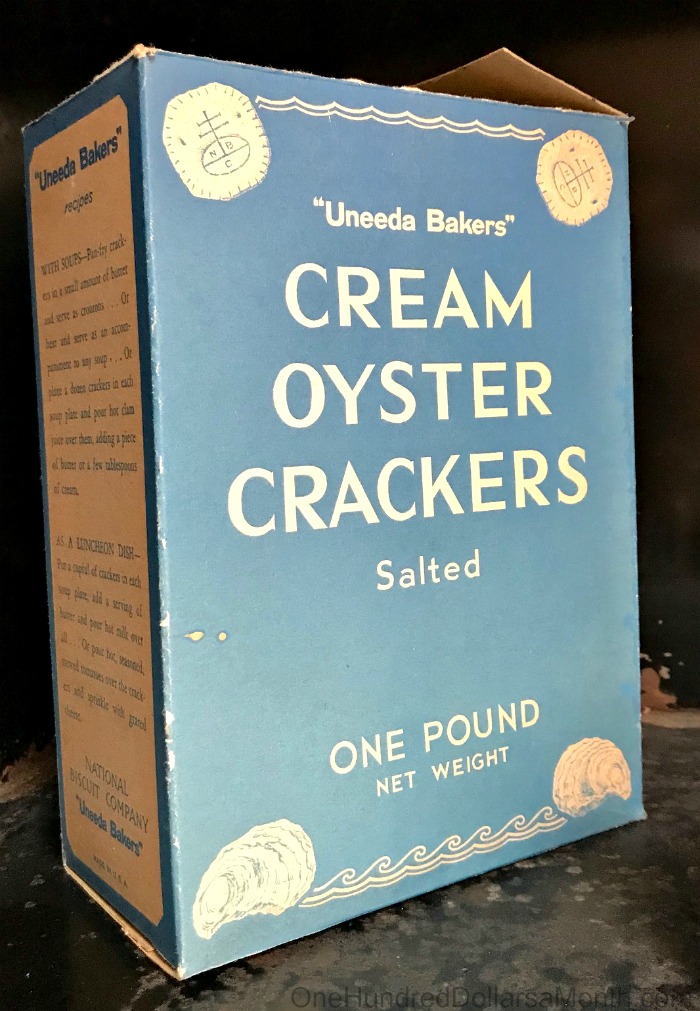 "Uneeda Bakers"
CREAM
OYSTER
CRACKERS
Salted
ONE POUND
NET WEIGHT
N B
C
"Uneeda Bakers"
recipes
WITH SOUPS—Pan-fry crack-
ers in a small amount of butter
and serve as croutons . . . Or
heat and serve as an accom-
paniment to any soup . . . Or
place a dozen crackers in each
soup plate and pour hot clam
juice over them, adding a piece
of butter or a few tablespoons
of cream.
AS A LUNCHEON DISH—
Put a cupful of crackers in each
soup plate, add a serving of
butter and pour hot milk over
all . . . Or pour hot, seasoned,
stewed tomatoes over the crack-
ers and sprinkle with grated
cheese.
NATIONAL
BISCUIT COMPANY
"Uneeda Bakers"
MADE IN U.S.A.
OneHundredDollarsaMonth.com